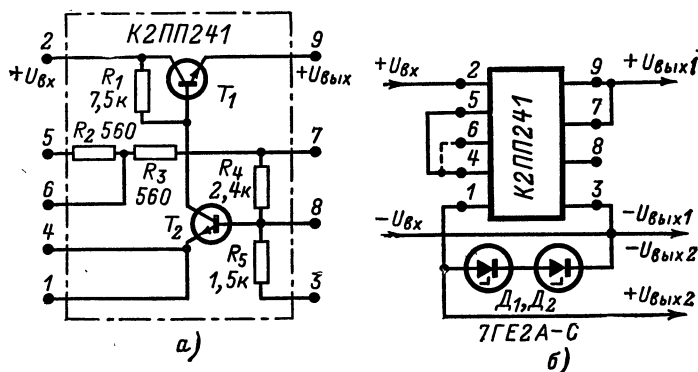 К2ПП241
2
9
+Uвх
+Uвых
R1
7,5к
T1
5
R2 560
7
R3
560
R4
2,4к
6
T2
8
4
R5
1,5к
1
3
а)
+Uвх
2
9
+Uвых1
5
7
6
К2ПП241
8
4
1
3
-Uвх
-Uвых1
-Uвых2
Д1, Д2
+Uвых2
7ГЕ2А-С
б)